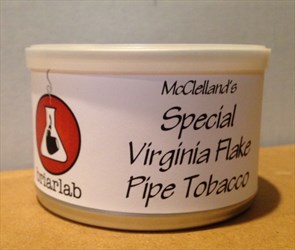 McClelland's
Special
Virginia Flake
Pipe Tobacco
briarlab